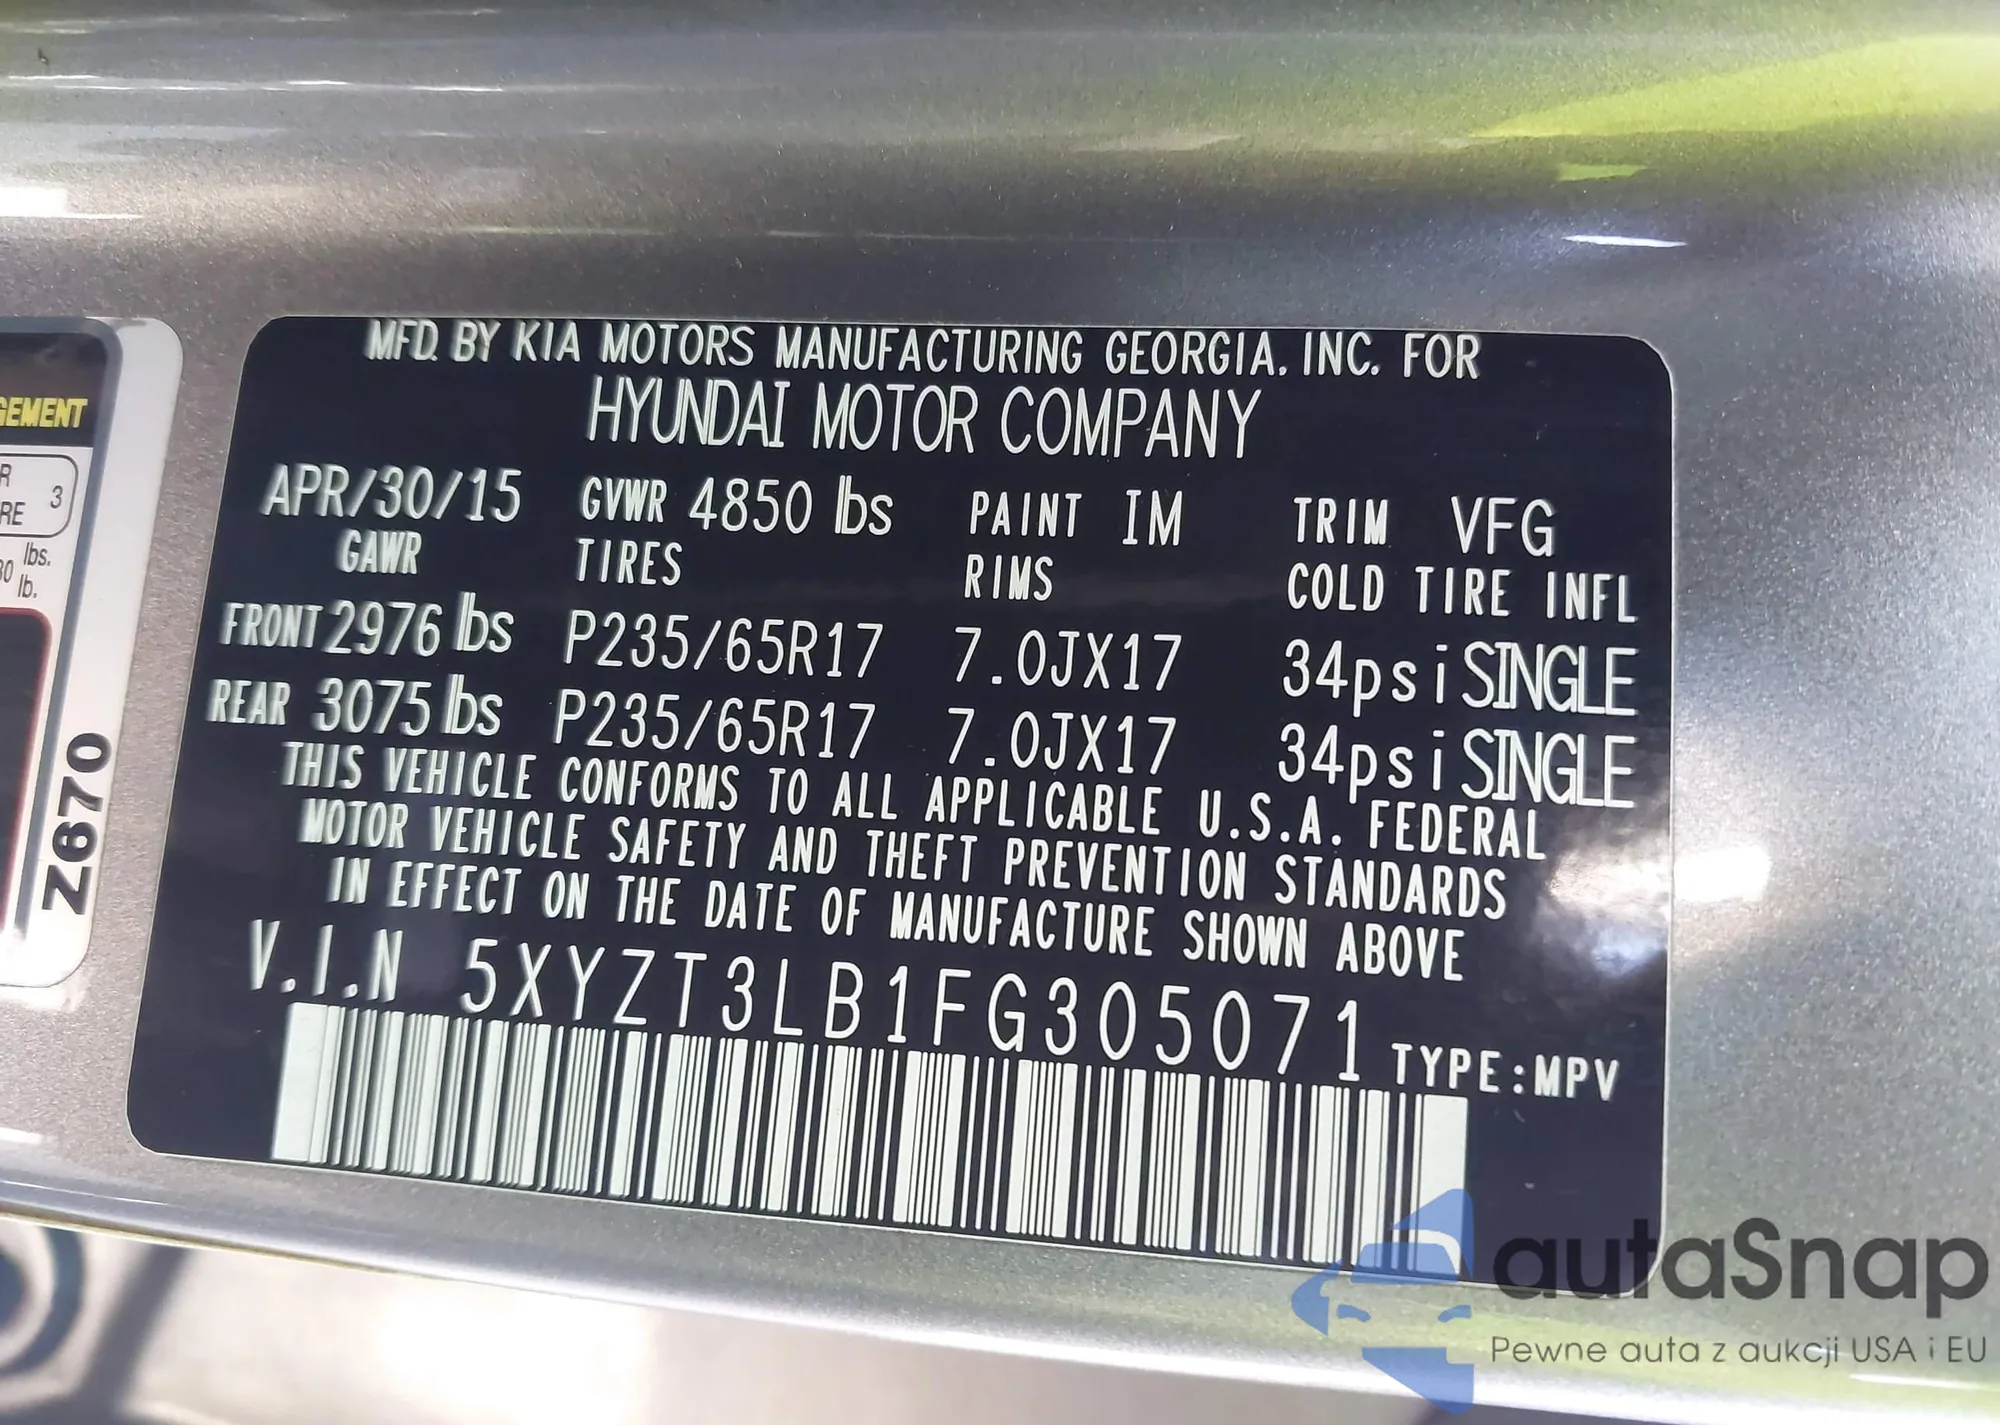 MFD. BY KIA MOTORS MANUFACTURING GEORGIA, INC. FOR
HYUNDAI MOTOR COMPANY
APR/30/15 GVWR 4850 lbs PAINT IM TRIM VFG
GAWR TIRES RIMS COLD TIRE INFL
FRONT 2976 lbs P235/65R17 7.0JX17 34psi SINGLE
REAR 3075 lbs P235/65R17 7.0JX17 34psi SINGLE
THIS VEHICLE CONFORMS TO ALL APPLICABLE U.S.A. FEDERAL
MOTOR VEHICLE SAFETY AND THEFT PREVENTION STANDARDS
IN EFFECT ON THE DATE OF MANUFACTURE SHOWN ABOVE
V.I.N 5XYZT3LB1FG305071 TYPE:MPV
3
lbs.
lb.
Z670
autaSnap
Pewne auta z aukcji USA i EU